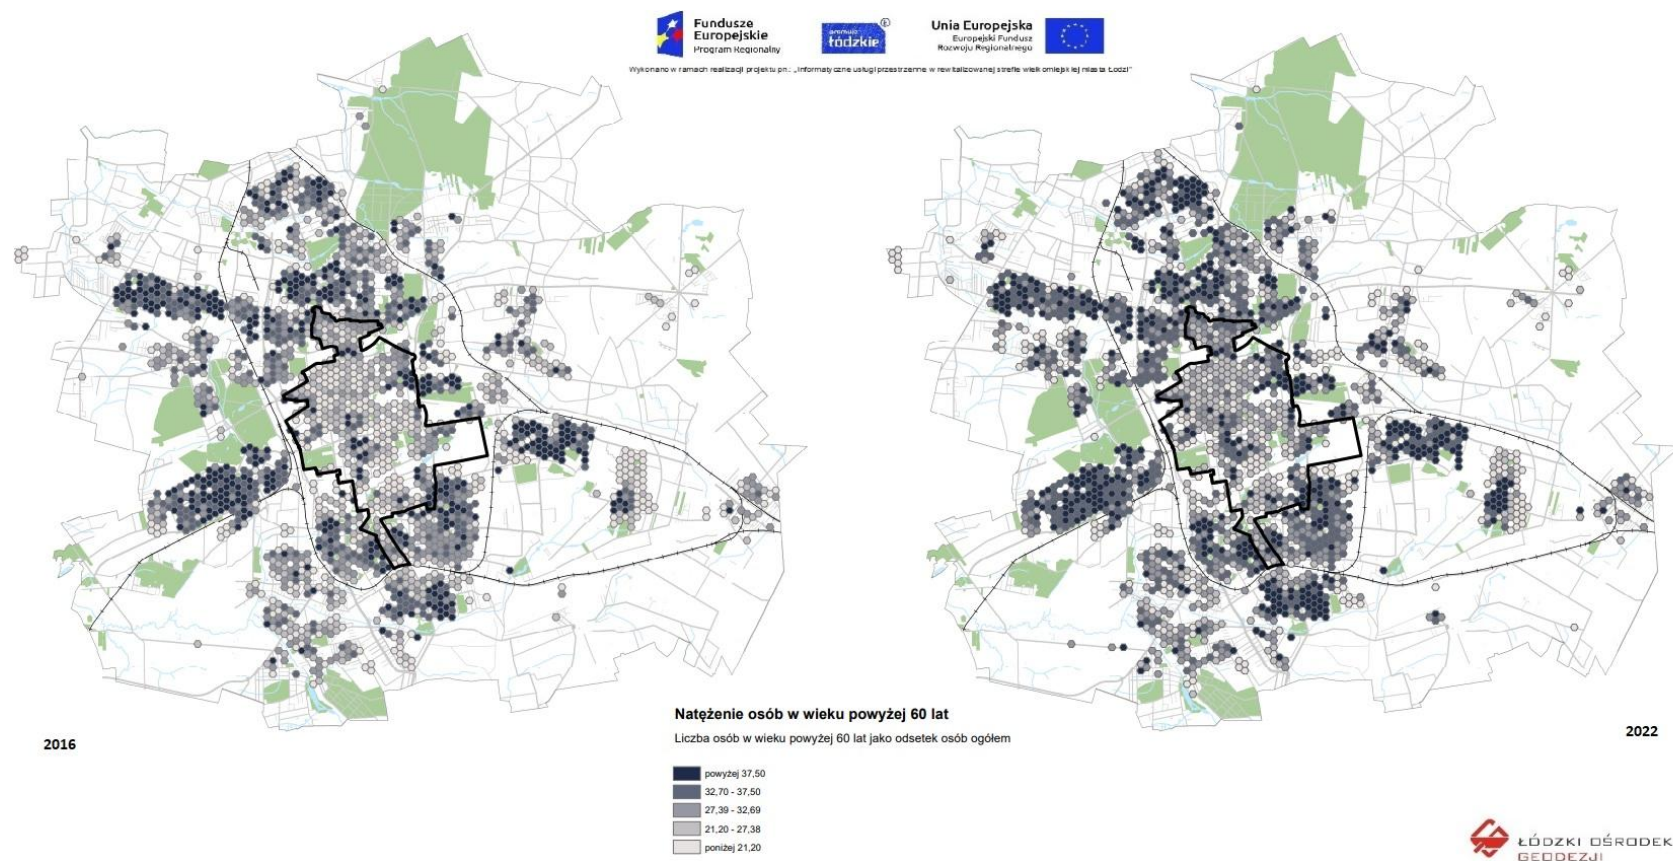 Fundusze
Europejskie
Program Regionalny
promuje
łódzkie
Unia Europejska
Europejski Fundusz
Rozwoju Regionalnego
Wykonano w ramach realizacji projektu pn.: „Informatyczne usługi przestrzenne w rewitalizowanej strefie wielkomiejskiej miasta Łodzi"
Natężenie osób w wieku powyżej 60 lat
Liczba osób w wieku powyżej 60 lat jako odsetek osób ogółem
2016
2022
powyżej 37,50
32,70 - 37,50
27,39 - 32,69
21,20 - 27,38
poniżej 21,20
ŁÓDZKI OŚRODEK
GEODEZJI